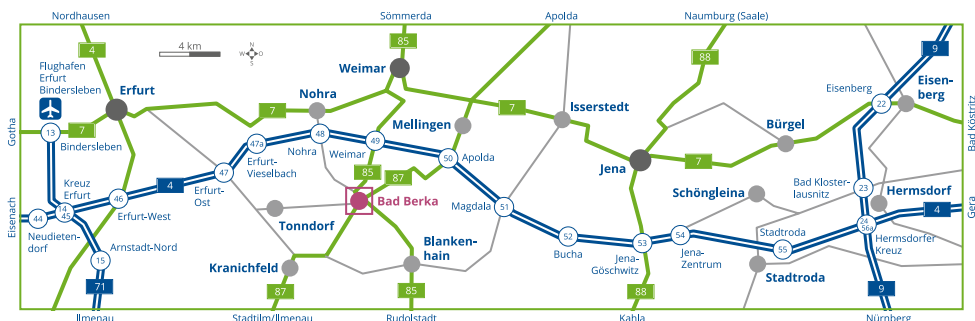 Nordhausen
Sömmerda
Apolda
Naumburg (Saale)
4
85
88
9
4 km
N
W
O
S
Flughafen
Erfurt
Bindersleben
Weimar
Erfurt
Nohra
Isserstedt
Eisenberg
Eisen-
berg
22
7
7
Mellingen
Bürgel
Gotha
13
7
Bindersleben
47a
48
49
Nohra
Weimar
50
Apolda
Jena
7
Bad Köstritz
Erfurt-
Vieselbach
85
87
47
Kreuz
Erfurt
4
Erfurt-
Ost
Bad Berka
Schöngleina
Bad Kloster-
lausnitz
23
Hermsdorf
46
14
45
Erfurt-West
Magdala
51
4
Eisenach
44
Neudieten-
dorf
Tonndorf
24
56a
Gera
Arnstadt-Nord
15
Blanken-
hain
52
Bucha
53
54
Jena-
Göschwitz
Jena-
Zentrum
Stadtroda
55
Hermsdorfer
Kreuz
Kranichfeld
Stadtroda
71
87
85
88
9
Ilmenau
Stadtilm/Ilmenau
Rudolstadt
Kahla
Nürnberg